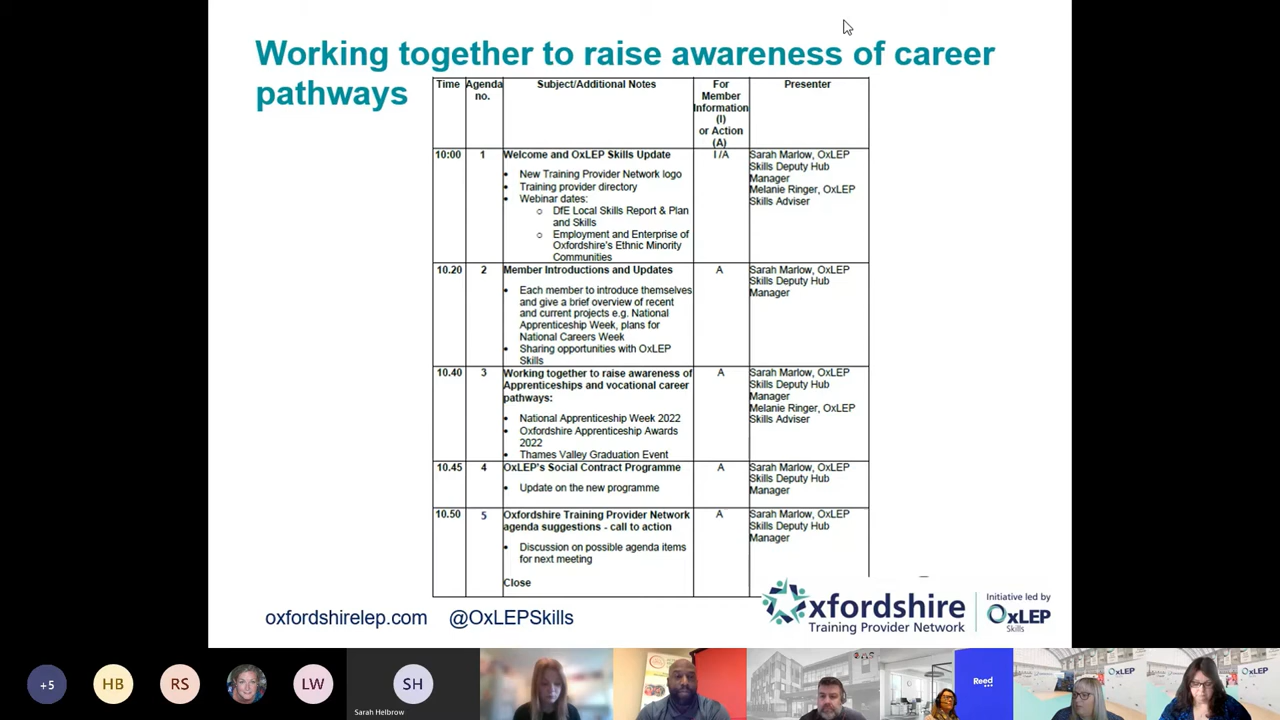 Working together to raise awareness of career
pathways
Time
Agenda
no.
Subject/Additional Notes
For
Member
Information
(I)
or Action
(A)
Presenter
10:00
1
Welcome and OxLEP Skills Update
• New Training Provider Network logo
• Training provider directory
• Webinar dates:
o DfE Local Skills Report & Plan
and Skills
o Employment and Enterprise of
Oxfordshire's Ethnic Minority
Communities
I /A
Sarah Marlow, OxLEP
Skills Deputy Hub
Manager
Melanie Ringer, OxLEP
Skills Adviser
10.20
2
Member Introductions and Updates
• Each member to introduce themselves
and give a brief overview of recent
and current projects e.g. National
Apprenticeship Week, plans for
National Careers Week
• Sharing opportunities with OxLEP
Skills
A
Sarah Marlow, OxLEP
Skills Deputy Hub
Manager
10.40
3
Working together to raise awareness of
Apprenticeships and vocational career
pathways:
• National Apprenticeship Week 2022
• Oxfordshire Apprenticeship Awards
2022
• Thames Valley Graduation Event
A
Sarah Marlow, OxLEP
Skills Deputy Hub
Manager
Melanie Ringer, OxLEP
Skills Adviser
10.45
4
OxLEP's Social Contract Programme
• Update on the new programme
A
Sarah Marlow, OxLEP
Skills Deputy Hub
Manager
10.50
5
Oxfordshire Training Provider Network
agenda suggestions - call to action
• Discussion on possible agenda items
for next meeting
Close
A
Sarah Marlow, OxLEP
Skills Deputy Hub
Manager
oxfordshirelep.com @OxLEPSkills
Oxfordshire
Training Provider Network
Initiative led by
OxLEP
Skills
+5
HB
RS
LW
SH
Sarah Helbrow
Reed
OxLEP
OxLEP